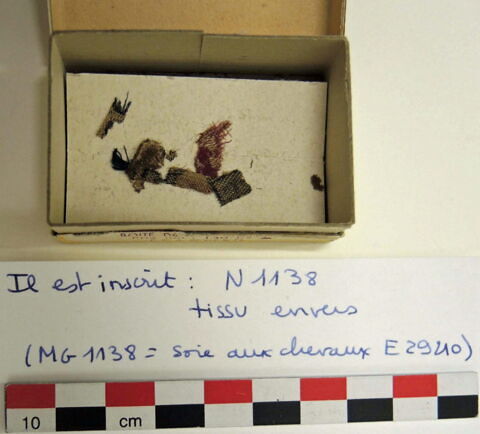 Il est inscrit : N 1138
tissu envers
(MG 1138 = soie aux chevaux E 29210)
10 cm